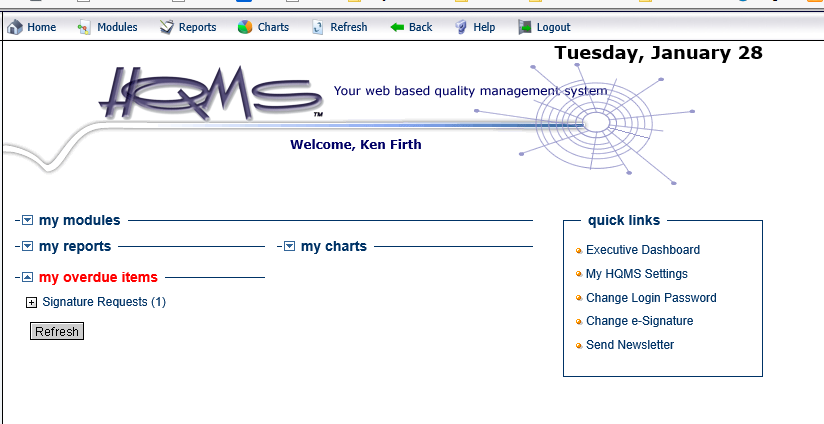 Home Modules Reports Charts Refresh Back Help Logout
Tuesday, January 28
HQMS™
Your web based quality management system
Welcome, Ken Firth
my modules
my reports
my charts
my overdue items
Signature Requests (1)
Refresh
quick links
Executive Dashboard
My HQMS Settings
Change Login Password
Change e-Signature
Send Newsletter